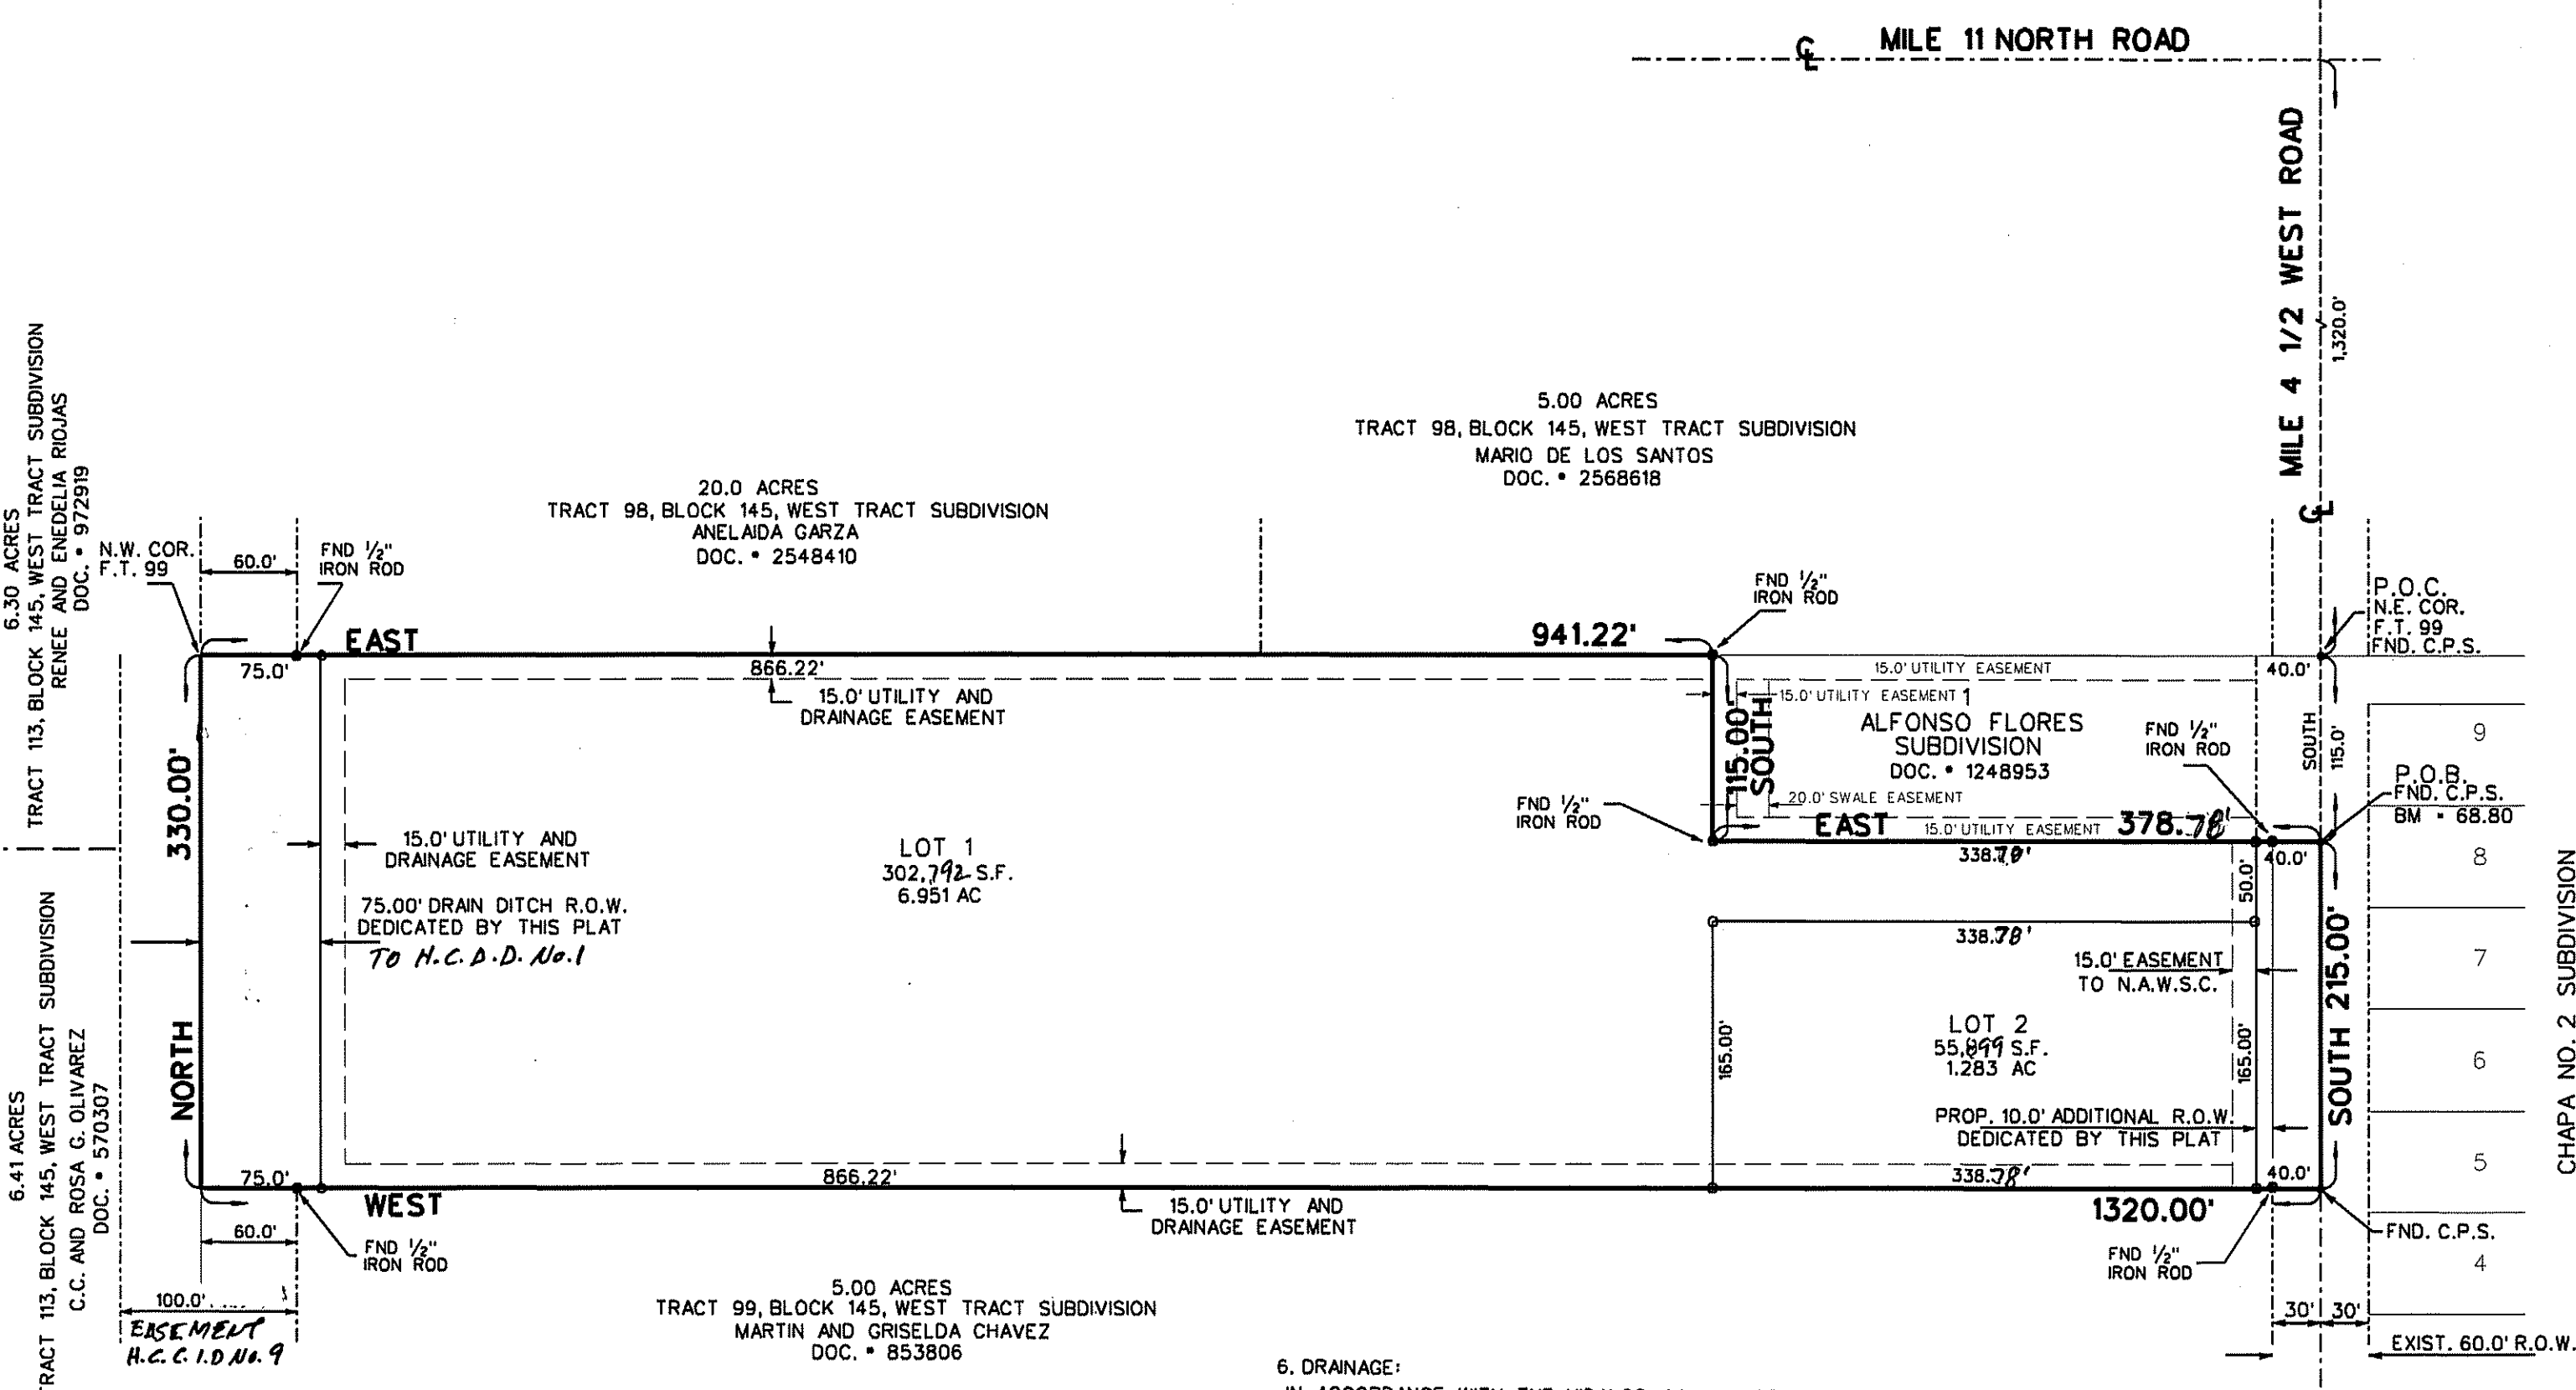 MILE 11 NORTH ROAD
MILE 4 1/2 WEST ROAD
1,320.0'
6.30 ACRES
TRACT 113, BLOCK 145, WEST TRACT SUBDIVISION
RENEE AND ENEDELIA RIOJAS
DOC. • 972919
N.W. COR.
F.T. 99
60.0'
FND 1/2"
IRON ROD
20.0 ACRES
TRACT 98, BLOCK 145, WEST TRACT SUBDIVISION
ANELAIDA GARZA
DOC. • 2548410
5.00 ACRES
TRACT 98, BLOCK 145, WEST TRACT SUBDIVISION
MARIO DE LOS SANTOS
DOC. • 2568618
FND 1/2"
IRON ROD
P.O.C.
N.E. COR.
F.T. 99
FND. C.P.S.
EAST
941.22'
75.0'
866.22'
15.0' UTILITY AND
DRAINAGE EASEMENT
15.0' UTILITY EASEMENT
40.0'
15.0' UTILITY EASEMENT
1
ALFONSO FLORES
SUBDIVISION
DOC. • 1248953
115.00'
SOUTH
20.0' SWALE EASEMENT
FND 1/2"
IRON ROD
SOUTH
115.0'
9
P.O.B.
FND. C.P.S.
BM • 68.80
FND 1/2"
IRON ROD
EAST
15.0' UTILITY EASEMENT
378.78'
338.78'
40.0'
50.0'
330.00'
NORTH
15.0' UTILITY AND
DRAINAGE EASEMENT
75.00' DRAIN DITCH R.O.W.
DEDICATED BY THIS PLAT
TO H.C.D.D. No.1
LOT 1
302,792 S.F.
6.951 AC
338.78'
15.0' EASEMENT
TO N.A.W.S.C.
LOT 2
55,899 S.F.
1.283 AC
165.00'
165.00'
PROP. 10.0' ADDITIONAL R.O.W.
DEDICATED BY THIS PLAT
SOUTH 215.00'
8
7
6
5
4
CHAPA NO. 2 SUBDIVISION
6.41 ACRES
TRACT 113, BLOCK 145, WEST TRACT SUBDIVISION
C.C. AND ROSA G. OLIVAREZ
DOC. • 570307
75.0'
WEST
866.22'
338.78'
40.0'
1320.00'
15.0' UTILITY AND
DRAINAGE EASEMENT
60.0'
FND 1/2"
IRON ROD
100.0'
EASEMENT
H.C.C.I.D No. 9
5.00 ACRES
TRACT 99, BLOCK 145, WEST TRACT SUBDIVISION
MARTIN AND GRISELDA CHAVEZ
DOC. • 853806
FND 1/2"
IRON ROD
FND. C.P.S.
30'
30'
EXIST. 60.0' R.O.W.
6. DRAINAGE: